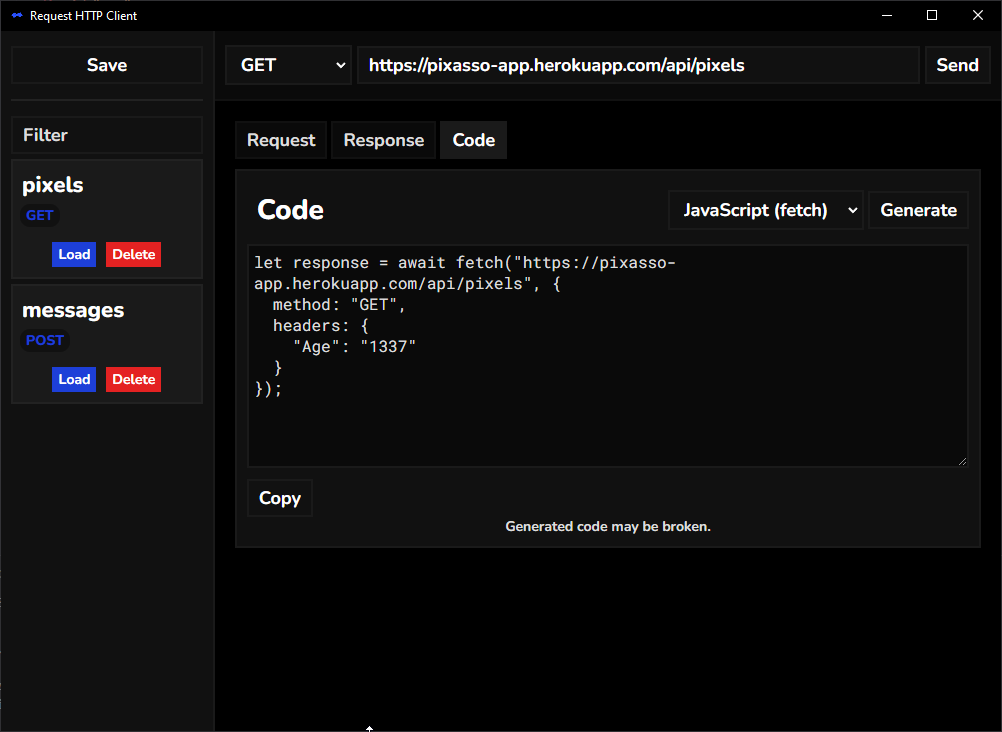 Request HTTP Client
Save
GET
https://pixasso-app.herokuapp.com/api/pixels
Send
Filter
pixels
GET
Load
Delete
messages
POST
Load
Delete
Request
Response
Code
Code
JavaScript (fetch)
Generate
let response = await fetch("https://pixasso-
app.herokuapp.com/api/pixels", {
  method: "GET",
  headers: {
    "Age": "1337"
  }
});
Copy
Generated code may be broken.